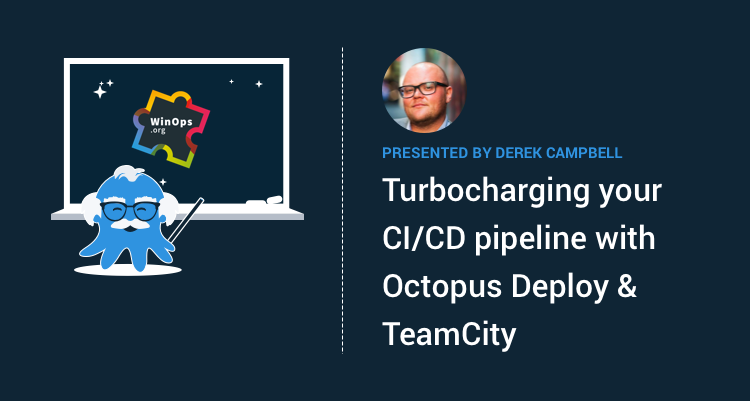 WinOps
.org
PRESENTED BY DEREK CAMPBELL
Turbocharging your
CI/CD pipeline with
Octopus Deploy &
TeamCity